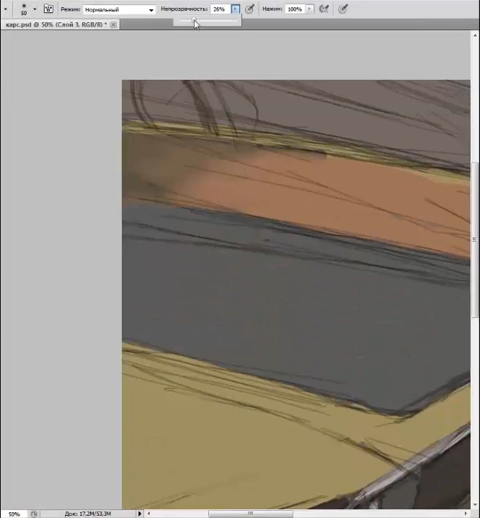 50 Режим: Нормальный Непрозрачность: 26% Нажим: 100%
карс.psd @ 50% (Слой 3, RGB/8) *
50% Док: 17,2M/53,3M